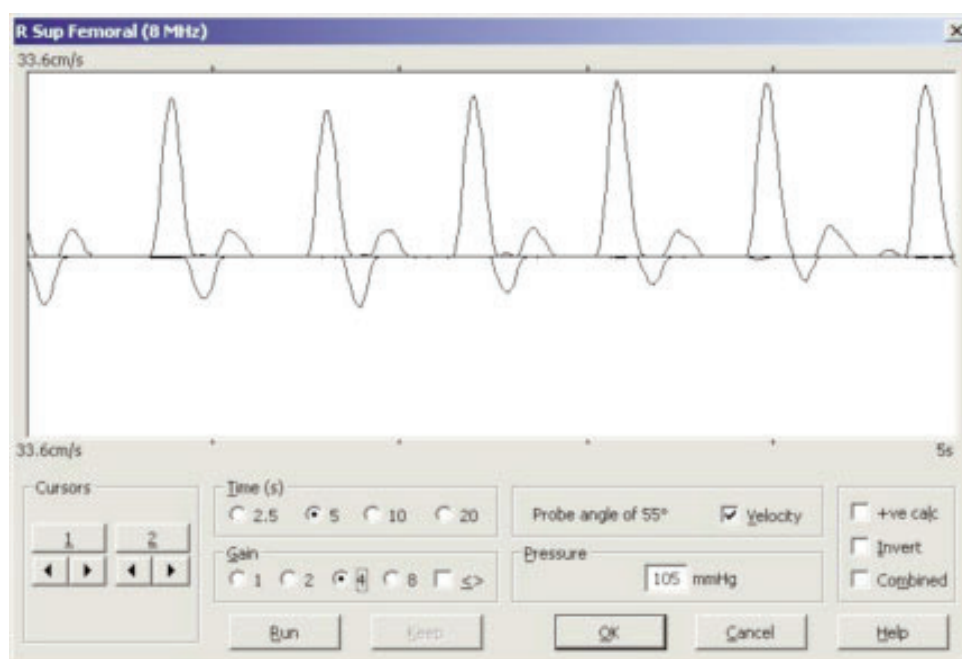 R Sup Femoral (8 MHz)
33.6cm/s
33.6cm/s 5s
Cursors
1 2
Time (s)
2.5 5 10 20
Gain
1 2 4 8 <>
Probe angle of 55° Velocity
Pressure
105 mmHg
+ve calc
Invert
Combined
Run Keep OK Cancel Help